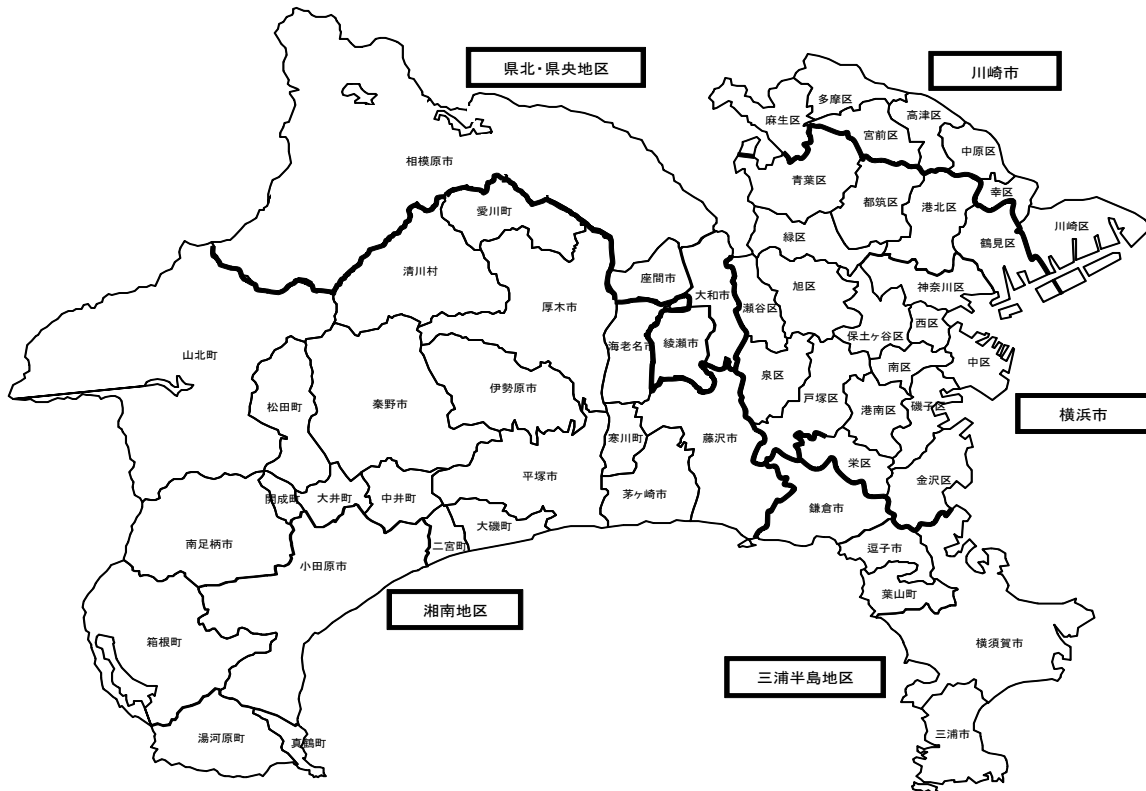 県北・県央地区
川崎市
多摩区
麻生区
高津区
宮前区
中原区
相模原市
青葉区
幸区
都筑区
港北区
愛川町
川崎区
緑区
鶴見区
清川村
座間市
厚木市
大和市
旭区
神奈川区
瀬谷区
西区
保土ヶ谷区
海老名市
綾瀬市
山北町
中区
南区
泉区
伊勢原市
秦野市
戸塚区
松田町
港南区
磯子区
横浜市
寒川町
藤沢市
栄区
平塚市
金沢区
茅ヶ崎市
開成町
大井町
中井町
鎌倉市
大磯町
南足柄市
二宮町
逗子市
小田原市
葉山町
湘南地区
箱根町
横須賀市
三浦半島地区
三浦市
湯河原町
真鶴町